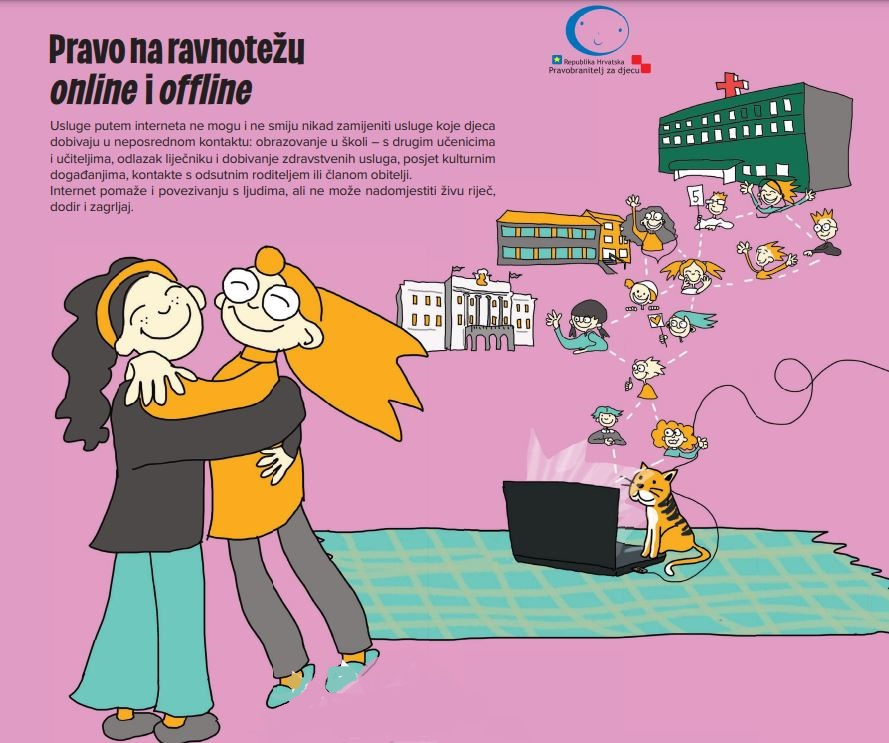 Pravo na ravnotežu
online i offline
Usluge putem interneta ne mogu i ne smiju nikad zamijeniti usluge koje djeca
dobivaju u neposrednom kontaktu: obrazovanje u školi – s drugim učenicima
i učiteljima, odlazak liječniku i dobivanje zdravstvenih usluga, posjet kulturnim
događanjima, kontakte s odsutnim roditeljem ili članom obitelji.
Internet pomaže i povezivanju s ljudima, ali ne može nadomjestiti živu riječ,
dodir i zagrljaj.
Republika Hrvatska
Pravobranitelj za djecu
5